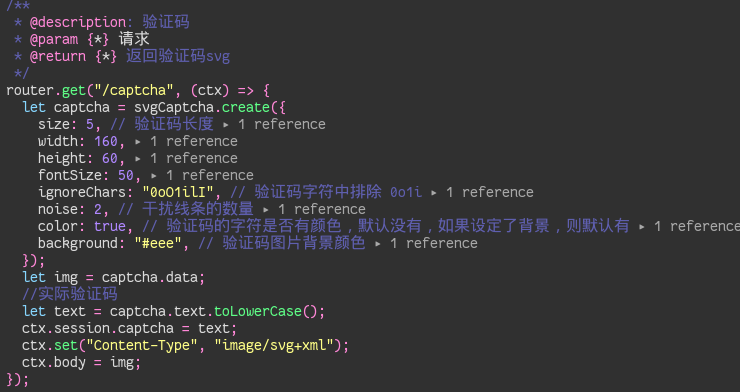 /**
 * @description: 验证码
 * @param {*} 请求
 * @return {*} 返回验证码svg
 */
router.get("/captcha", (ctx) => {
  let captcha = svgCaptcha.create({
    size: 5, // 验证码长度 ▸ 1 reference
    width: 160, ▸ 1 reference
    height: 60, ▸ 1 reference
    fontSize: 50, ▸ 1 reference
    ignoreChars: "0oO1ilI", // 验证码字符中排除 0o1i ▸ 1 reference
    noise: 2, // 干扰线条的数量 ▸ 1 reference
    color: true, // 验证码的字符是否有颜色，默认没有，如果设定了背景，则默认有 ▸ 1 reference
    background: "#eee", // 验证码图片背景颜色 ▸ 1 reference
  });
  let img = captcha.data;
  //实际验证码
  let text = captcha.text.toLowerCase();
  ctx.session.captcha = text;
  ctx.set("Content-Type", "image/svg+xml");
  ctx.body = img;
});